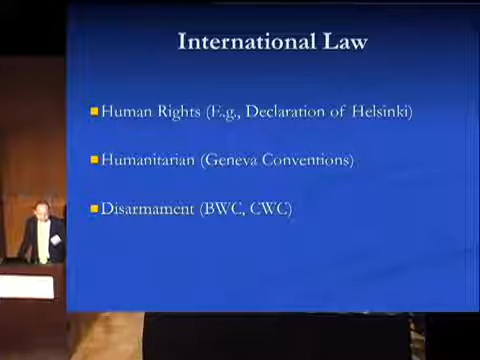 International Law
Human Rights (E.g., Declaration of Helsinki)
Humanitarian (Geneva Conventions)
Disarmament (BWC, CWC)